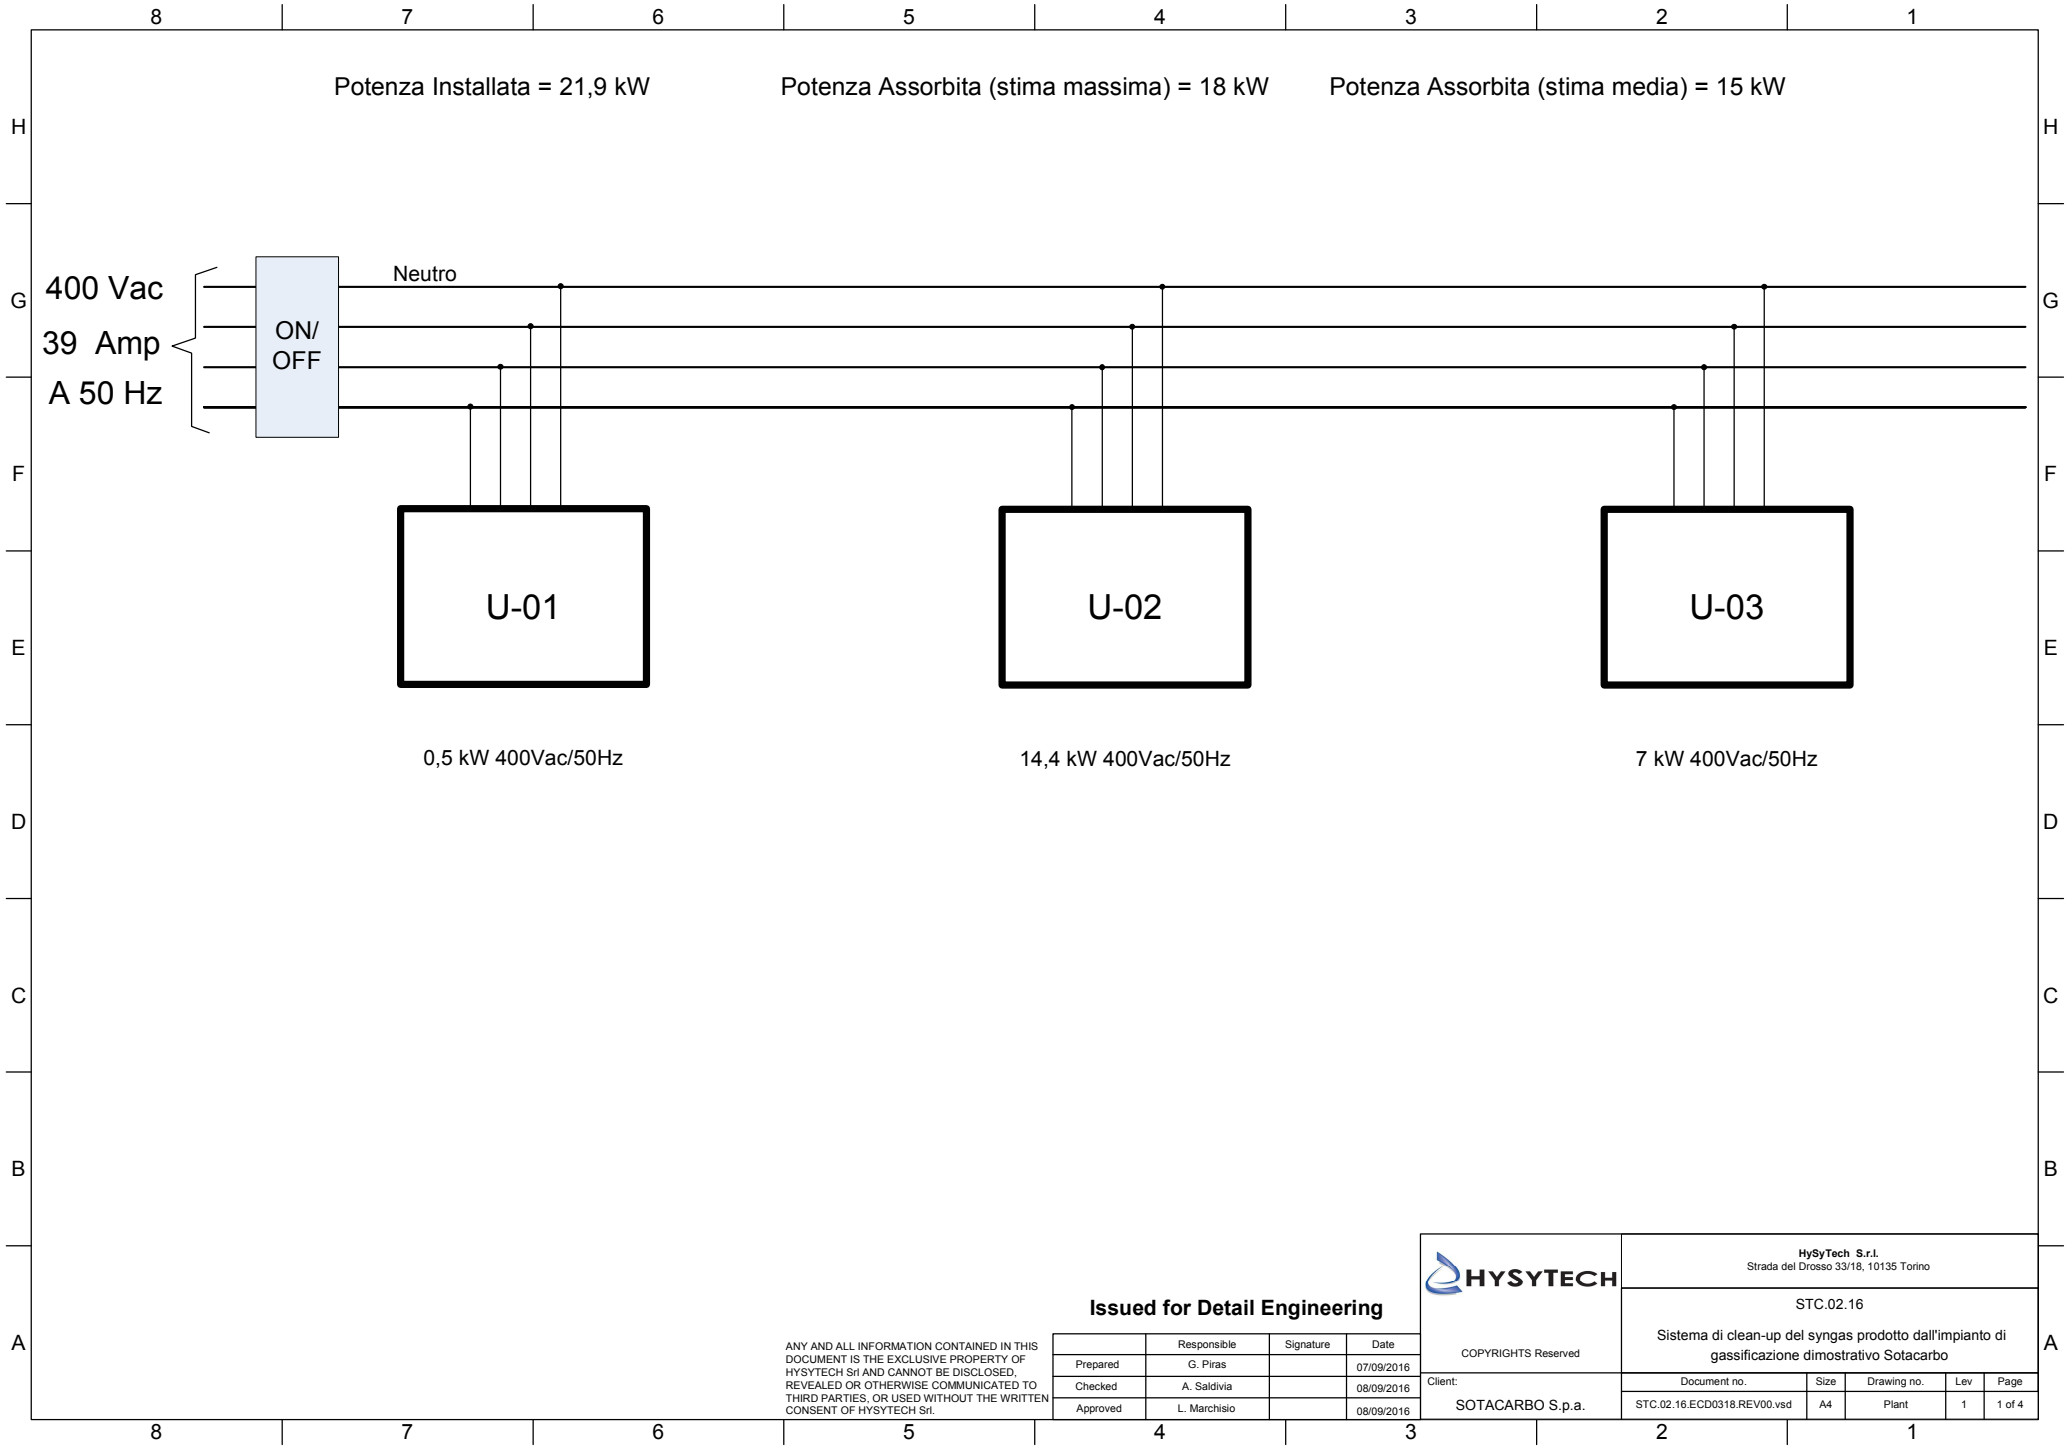 8 7 6 5 4 3 2 1
Potenza Installata = 21,9 kW
Potenza Assorbita (stima massima) = 18 kW
Potenza Assorbita (stima media) = 15 kW
H H
Neutro
400 Vac
G G
39 Amp
ON/
OFF
A 50 Hz
F F
U-01
U-02
U-03
E E
0,5 kW 400Vac/50Hz
14,4 kW 400Vac/50Hz
7 kW 400Vac/50Hz
D D
C C
B B
A A
Issued for Detail Engineering
ANY AND ALL INFORMATION CONTAINED IN THIS
DOCUMENT IS THE EXCLUSIVE PROPERTY OF
HYSYTECH Srl AND CANNOT BE DISCLOSED,
REVEALED OR OTHERWISE COMMUNICATED TO
THIRD PARTIES, OR USED WITHOUT THE WRITTEN
CONSENT OF HYSYTECH Srl.
Responsible Signature Date
Prepared G. Piras 07/09/2016
Checked A. Saldivia 08/09/2016
Approved L. Marchisio 08/09/2016
HYSYTECH
COPYRIGHTS Reserved
Client:
SOTACARBO S.p.a.
HySyTech S.r.l.
Strada del Drosso 33/18, 10135 Torino
STC.02.16
Sistema di clean-up del syngas prodotto dall'impianto di
gassificazione dimostrativo Sotacarbo
Document no. Size Drawing no. Lev Page
STC.02.16.ECD0318.REV00.vsd A4 Plant 1 1 of 4
8 7 6 5 4 3 2 1